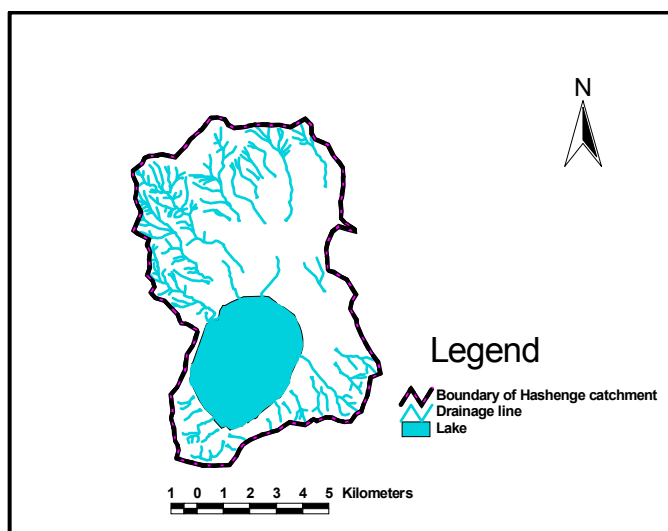 N
Legend
Boundary of Hashenge catchment
Drainage line
Lake
1 0 1 2 3 4 5 Kilometers